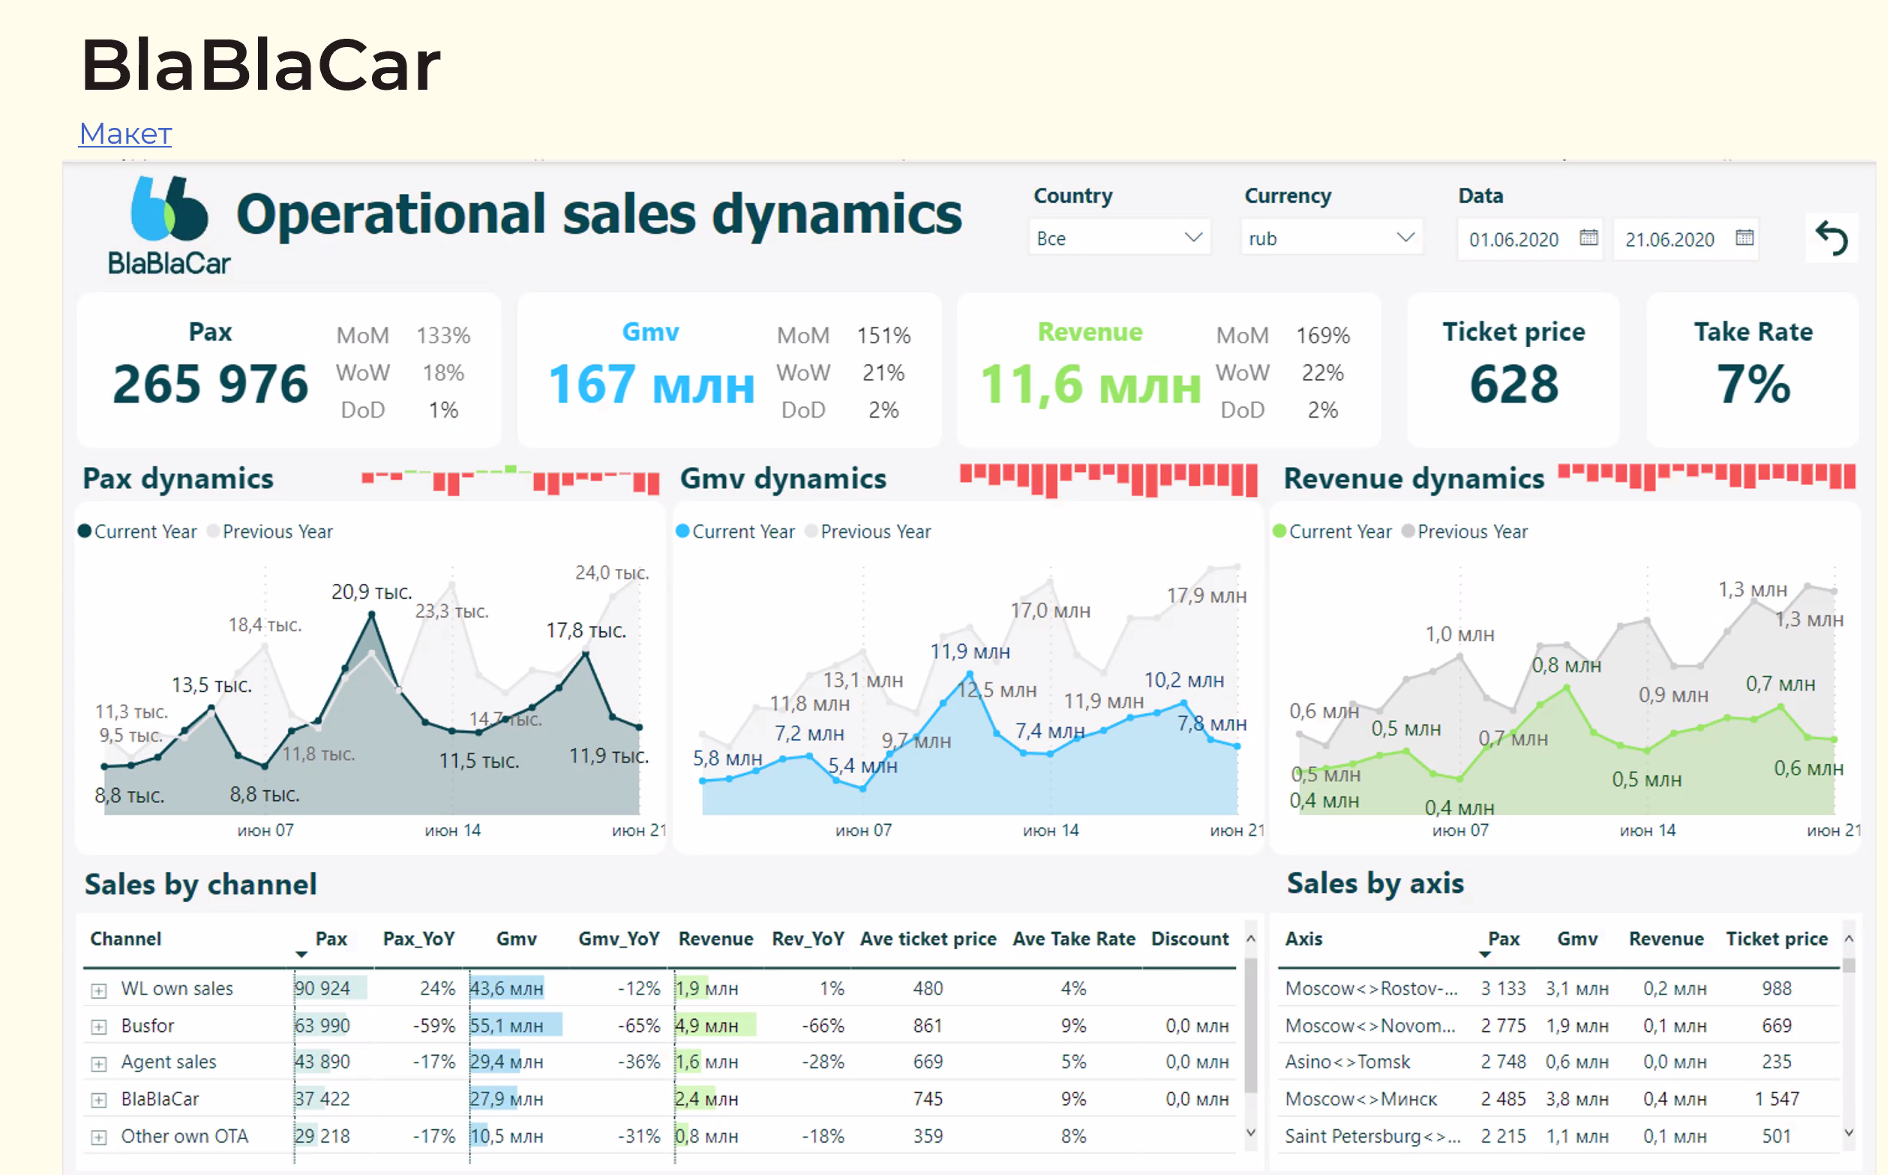 BlaBlaCar
Макет
BlaBlaCar
Operational sales dynamics
Country
Все
Currency
rub
Data
01.06.2020
21.06.2020
Pax
265 976
MoM 133%
WoW 18%
DoD 1%
Gmv
167 млн
MoM 151%
WoW 21%
DoD 2%
Revenue
11,6 млн
MoM 169%
WoW 22%
DoD 2%
Ticket price
628
Take Rate
7%
Pax dynamics
Current Year Previous Year
24,0 тыс.
20,9 тыс.
23,3 тыс.
18,4 тыс.
17,8 тыс.
13,5 тыс.
11,3 тыс.
14,7 тыс.
9,5 тыс.
11,8 тыс.
11,5 тыс.
11,9 тыс.
8,8 тыс.
8,8 тыс.
июн 07 июн 14 июн 21
Gmv dynamics
Current Year Previous Year
17,9 млн
17,0 млн
11,9 млн
13,1 млн
10,2 млн
12,5 млн
11,8 млн
11,9 млн
7,8 млн
7,2 млн
7,4 млн
9,7 млн
5,8 млн
5,4 млн
июн 07 июн 14 июн 21
Revenue dynamics
Current Year Previous Year
1,3 млн
1,3 млн
1,0 млн
0,8 млн
0,7 млн
0,9 млн
0,6 млн
0,5 млн
0,7 млн
0,6 млн
0,5 млн
0,5 млн
0,4 млн
0,4 млн
июн 07 июн 14 июн 21
Sales by channel
Channel Pax Pax_YoY Gmv Gmv_YoY Revenue Rev_YoY Ave ticket price Ave Take Rate Discount
WL own sales 90 924 24% 43,6 млн -12% 1,9 млн 1% 480 4%
Busfor 63 990 -59% 55,1 млн -65% 4,9 млн -66% 861 9% 0,0 млн
Agent sales 43 890 -17% 29,4 млн -36% 1,6 млн -28% 669 5% 0,0 млн
BlaBlaCar 37 422 27,9 млн 2,4 млн 745 9% 0,0 млн
Other own OTA 29 218 -17% 10,5 млн -31% 0,8 млн -18% 359 8%
Sales by axis
Axis Pax Gmv Revenue Ticket price
Moscow<>Rostov-... 3 133 3,1 млн 0,2 млн 988
Moscow<>Novom... 2 775 1,9 млн 0,1 млн 669
Asino<>Tomsk 2 748 0,6 млн 0,0 млн 235
Moscow<>Минск 2 485 3,8 млн 0,4 млн 1 547
Saint Petersburg<>... 2 215 1,1 млн 0,1 млн 501